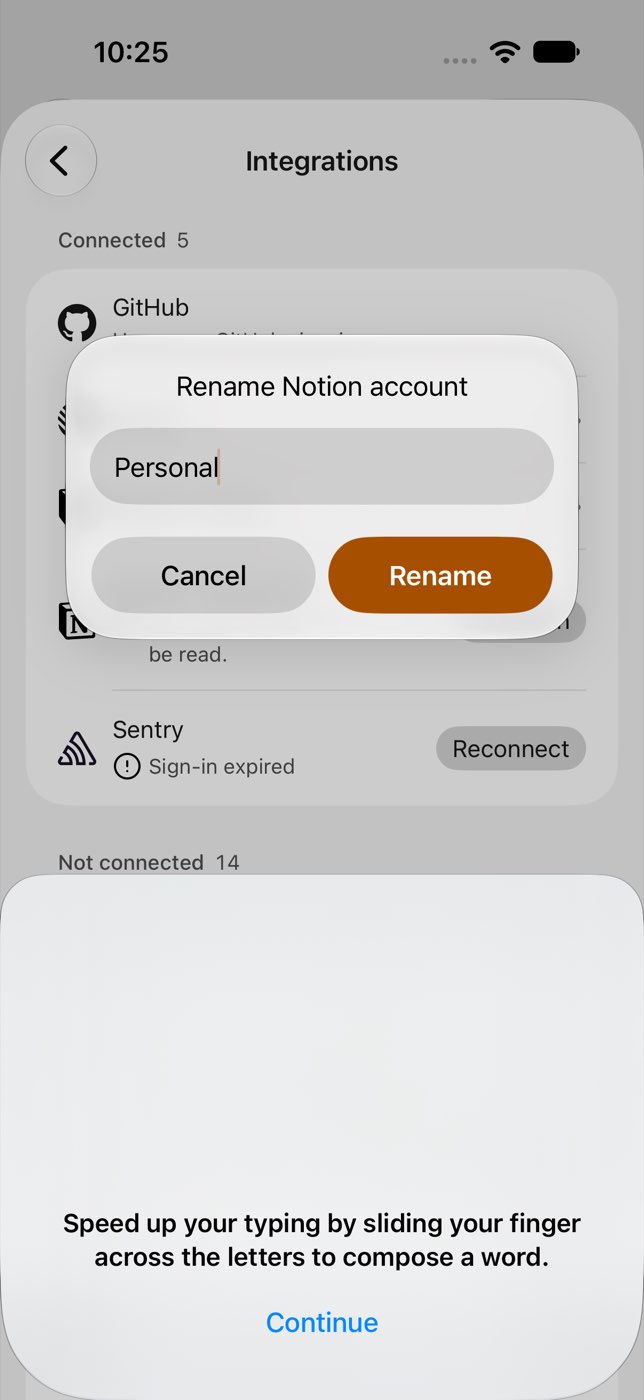 10:25
Integrations
Connected 5
GitHub
Rename Notion account
Personal
Cancel
Rename
be read.
Sentry
Sign-in expired
Reconnect
Not connected 14
Speed up your typing by sliding your finger
across the letters to compose a word.
Continue